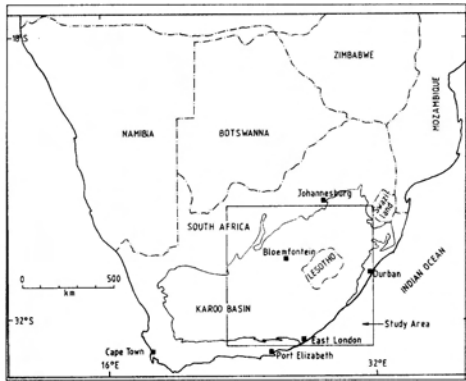 18°S
ZIMBABWE
MOZAMBIQUE
NAMIBIA
BOTSWANNA
Johannesburg
Swazi
land
SOUTH AFRICA
Bloemfontein
LESOTHO
Durban
INDIAN OCEAN
0 500
km
KAROO BASIN
32°S
Study Area
East London
Cape Town
Port Elizabeth
16°E
32°E